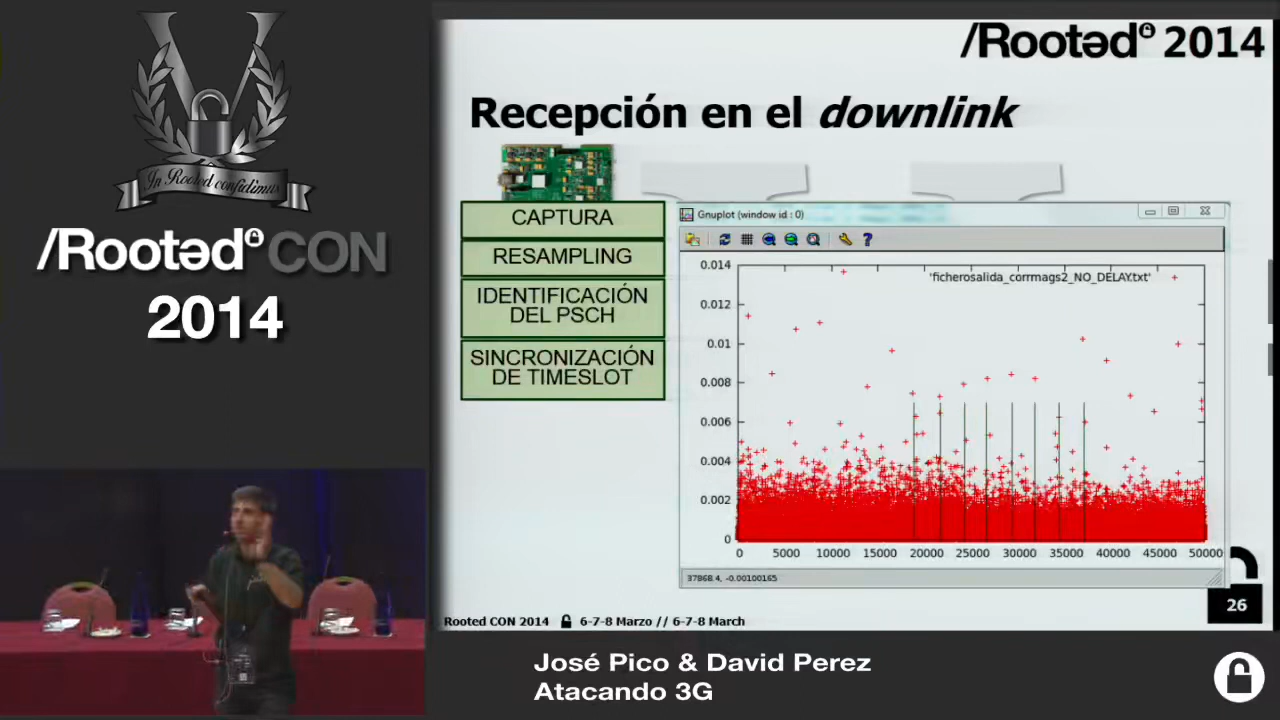 In Rooted confidimus
/Rootəd CON
2014
/Rootəd 2014
Recepción en el downlink
CAPTURA
RESAMPLING
IDENTIFICACIÓN
DEL PSCH
SINCRONIZACIÓN
DE TIMESLOT
Gnuplot (window id : 0)
'ficherosalida_corrmags2_NO_DELAY.txt'
0.014
0.012
0.01
0.008
0.006
0.004
0.002
0
0 5000 10000 15000 20000 25000 30000 35000 40000 45000 50000
37868.4, -0.00100165
26
Rooted CON 2014 6-7-8 Marzo // 6-7-8 March
José Pico & David Perez
Atacando 3G